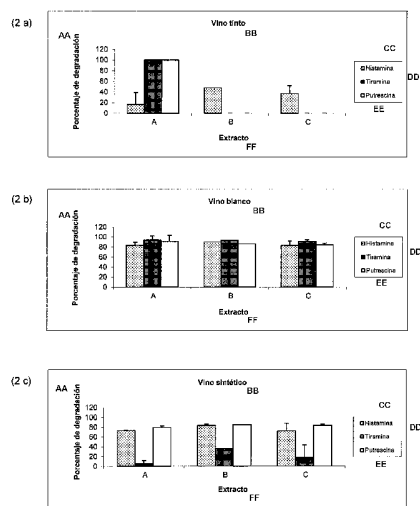 (2 a)
Vino tinto
AA
BB
CC
Porcentaje de degradación
120
100
80
60
40
20
0
Histamina
Tiramina
Putrescina
DD
EE
A
B
C
Extracto
FF
(2 b)
Vino blanco
AA
BB
CC
Porcentaje de degradación
120
100
80
60
40
20
0
Histamina
Tiramina
Putrescina
DD
EE
A
B
C
Extracto
FF
(2 c)
Vino sintético
AA
BB
CC
Porcentaje de degradación
120
100
80
60
40
20
0
Histamina
Tiramina
Putrescina
DD
EE
A
B
C
Extracto
FF